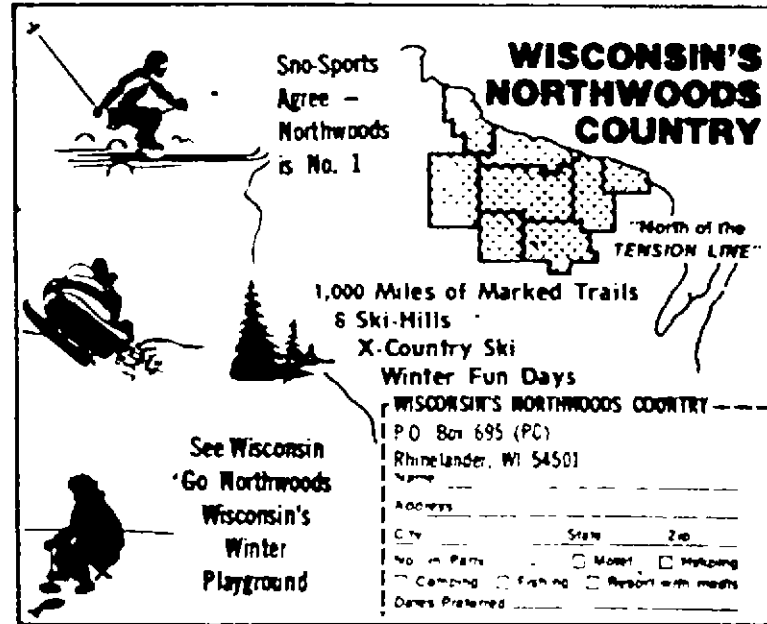 Sno-Sports
Agree –
Northwoods
is No. 1
WISCONSIN'S
NORTHWOODS
COUNTRY
"North of the
TENSION LINE"
1,000 Miles of Marked Trails
8 Ski-Hills
X-Country Ski
Winter Fun Days
See Wisconsin
Go Northwoods
Wisconsin's
Winter
Playground
WISCONSIN'S NORTHWOODS COUNTRY
P.O. Box 695 (PC)
Rhinelander, WI 54501
Name
Address
City State Zip
No. in Party Motel
Camping Fishing Resort with meals
Dates Preferred